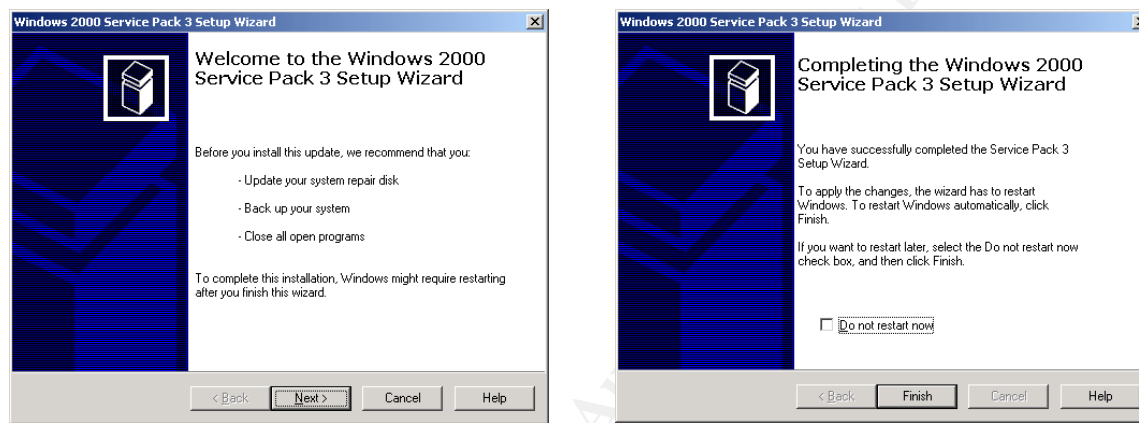 Windows 2000 Service Pack 3 Setup Wizard
Welcome to the Windows 2000
Service Pack 3 Setup Wizard
Before you install this update, we recommend that you:
- Update your system repair disk
- Back up your system
- Close all open programs
To complete this installation, Windows might require restarting
after you finish this wizard.
< Back
Next >
Cancel
Help
Windows 2000 Service Pack 3 Setup Wizard
Completing the Windows 2000
Service Pack 3 Setup Wizard
You have successfully completed the Service Pack 3
Setup Wizard.
To apply the changes, the wizard has to restart
Windows. To restart Windows automatically, click
Finish.
If you want to restart later, select the Do not restart now
check box, and then click Finish.
Do not restart now
< Back
Finish
Cancel
Help